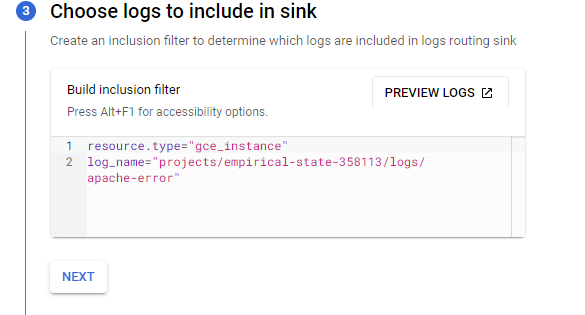 3 Choose logs to include in sink
Create an inclusion filter to determine which logs are included in logs routing sink
Build inclusion filter
PREVIEW LOGS
Press Alt+F1 for accessibility options.
1 resource.type="gce_instance"
2 log_name="projects/empirical-state-358113/logs/
apache-error"
NEXT